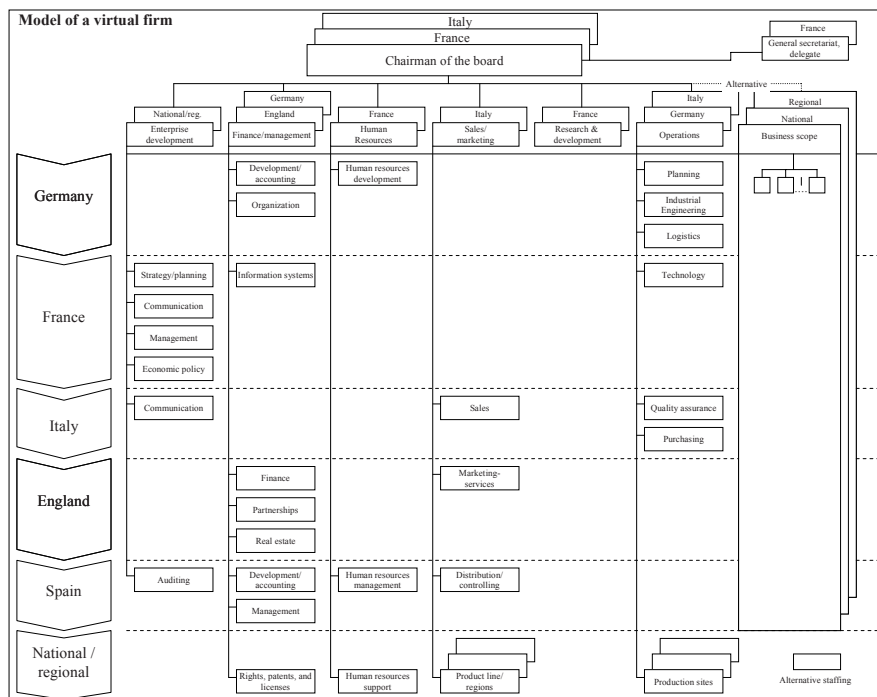 Model of a virtual firm
Italy
France
Chairman of the board
France
General secretariat,
delegate
Alternative
National/reg.
Enterprise
development
Germany
England
Finance/management
France
Human
Resources
Italy
Sales/
marketing
France
Research &
development
Italy
Germany
Operations
Regional
National
Business scope
Germany
Development/
accounting
Organization
Human resources
development
Planning
Industrial
Engineering
Logistics
France
Strategy/planning
Communication
Management
Economic policy
Information systems
Technology
Italy
Communication
Sales
Quality assurance
Purchasing
England
Finance
Partnerships
Real estate
Marketing-
services
Spain
Auditing
Development/
accounting
Management
Human resources
management
Distribution/
controlling
National /
regional
Rights, patents, and
licenses
Human resources
support
Product line/
regions
Production sites
Alternative staffing